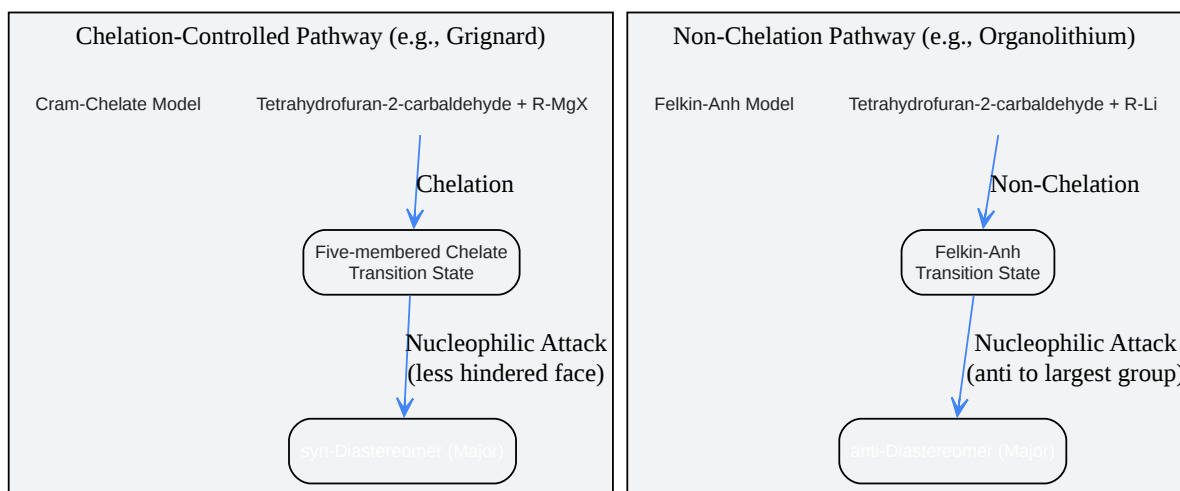 Chelation-Controlled Pathway (e.g., Grignard)
Cram-Chelate Model
Tetrahydrofuran-2-carbaldehyde + R-MgX
Chelation
Five-membered Chelate
Transition State
Nucleophilic Attack
(less hindered face)
syn-Diastereomer (Major)
Non-Chelation Pathway (e.g., Organolithium)
Felkin-Anh Model
Tetrahydrofuran-2-carbaldehyde + R-Li
Non-Chelation
Felkin-Anh
Transition State
Nucleophilic Attack
(anti to largest group)
anti-Diastereomer (Major)